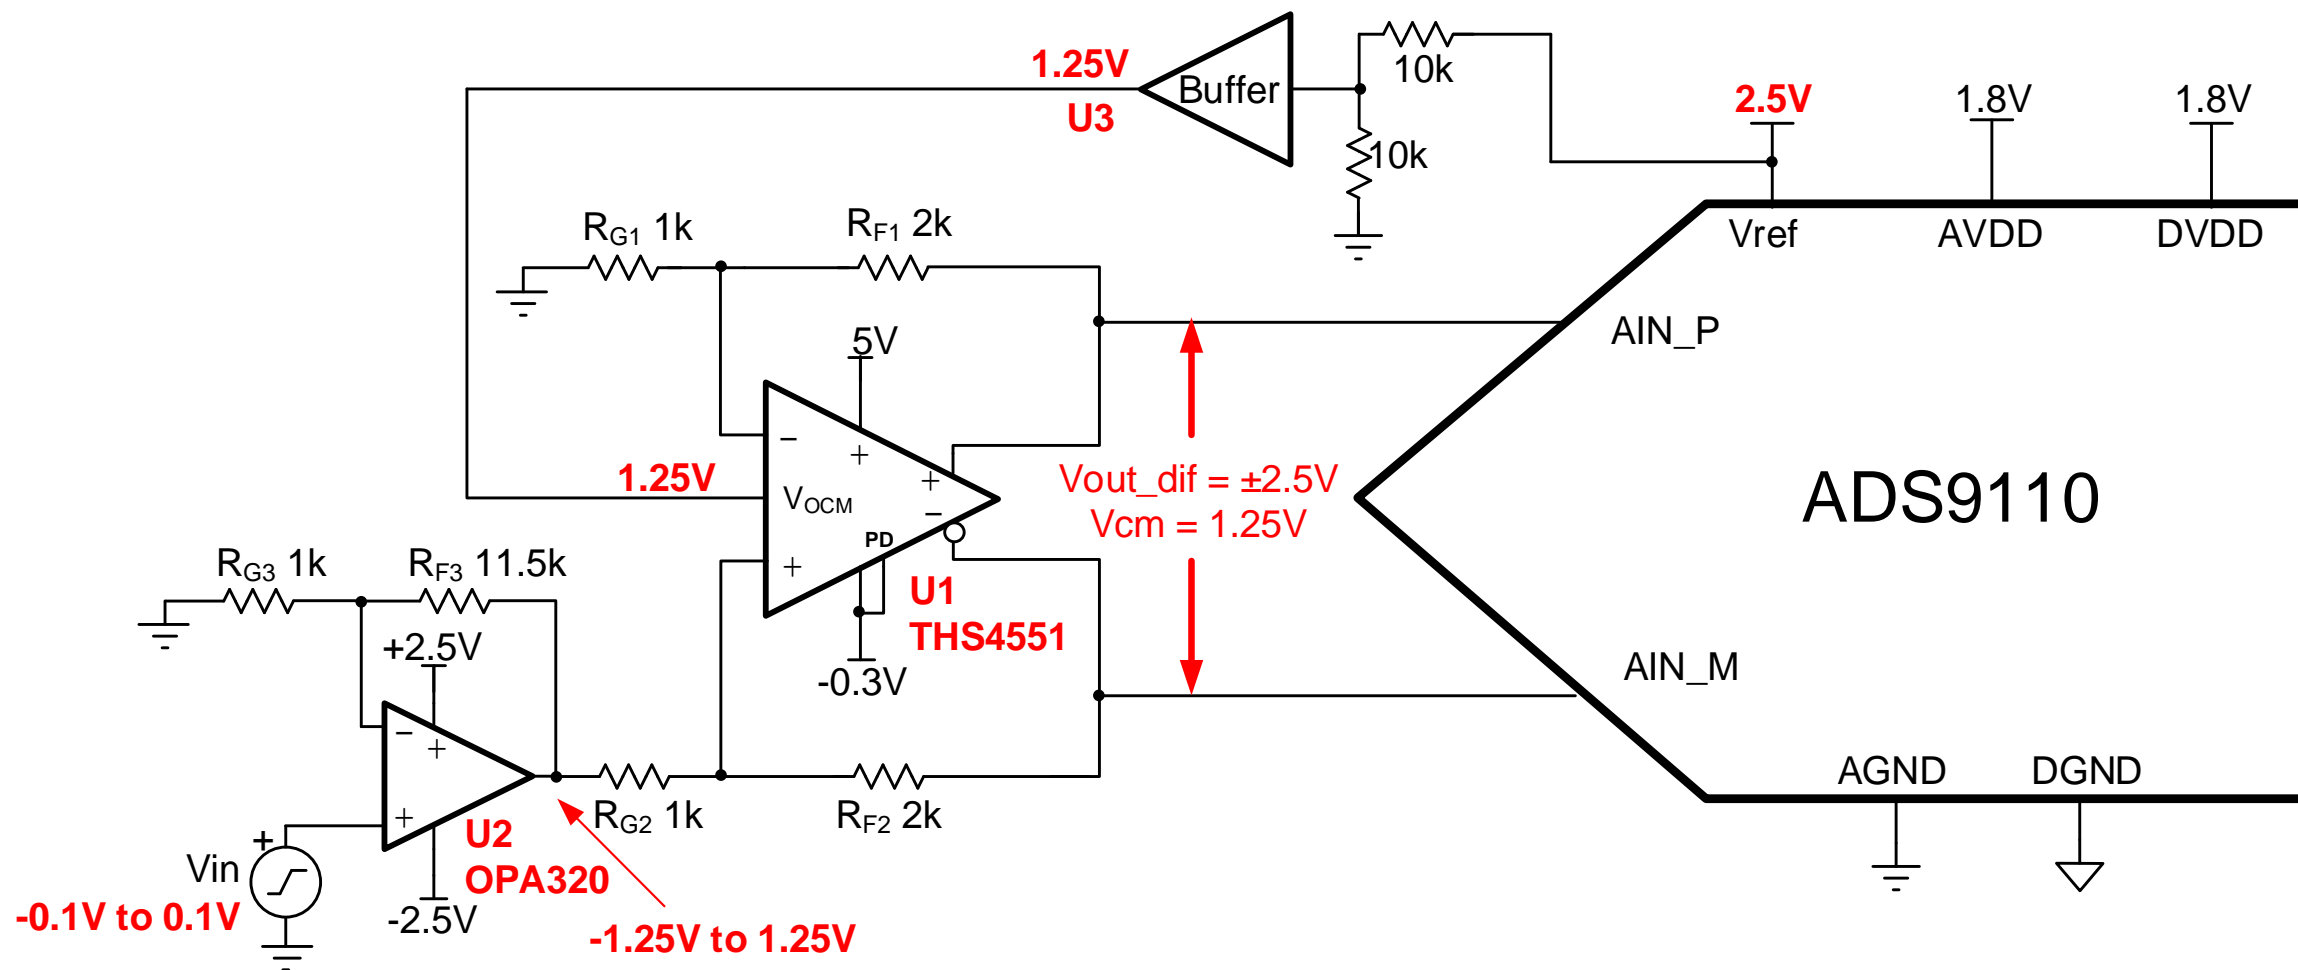 1.25V
U3
Buffer
10k
10k
2.5V
1.8V
1.8V
Vref
AVDD
DVDD
RG1 1k
RF1 2k
AIN_P
5V
−
+
1.25V
VOCM
+
−
PD
+
Vout_dif = ±2.5V
Vcm = 1.25V
ADS9110
U1
THS4551
-0.3V
RG3 1k
RF3 11.5k
+2.5V
−
+
+
AIN_M
RG2 1k
RF2 2k
U2
OPA320
+
Vin
-0.1V to 0.1V
-2.5V
-1.25V to 1.25V
AGND
DGND